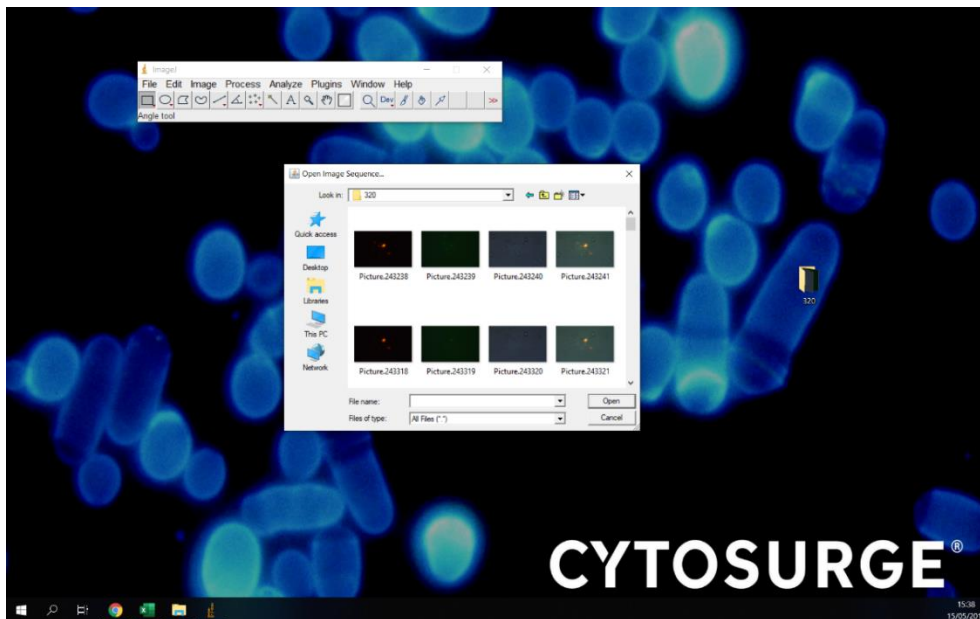 ImageJ
File Edit Image Process Analyze Plugins Window Help
A Dev >>
Angle tool
Open Image Sequence...
Look in: 320
Quick access
Desktop
Libraries
This PC
Network
Picture.243238 Picture.243239 Picture.243240 Picture.243241
Picture.243318 Picture.243319 Picture.243320 Picture.243321
File name: Open
Files of type: All Files (*.*) Cancel
320
CYTOSURGE®
15:38